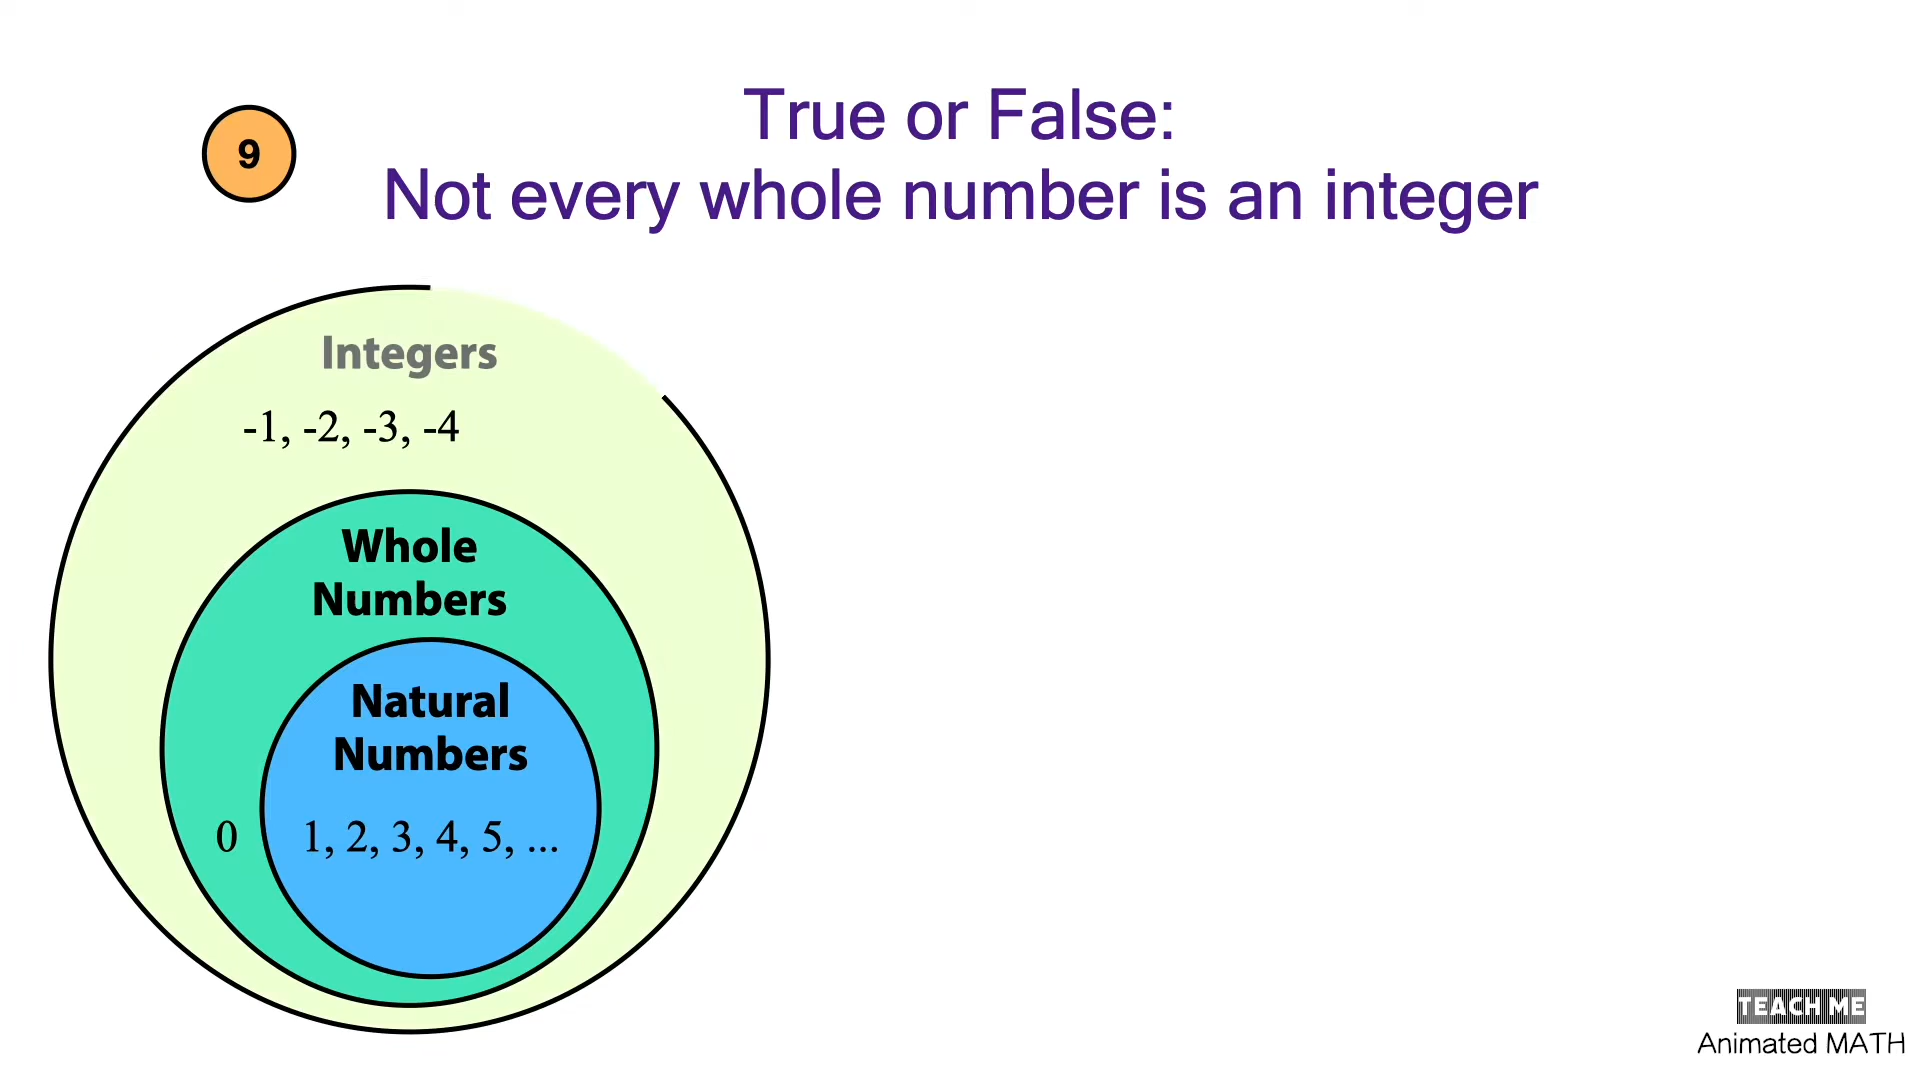 9
True or False:
Not every whole number is an integer
Integers
-1, -2, -3, -4
Whole
Numbers
Natural
Numbers
0
1, 2, 3, 4, 5, ...
TEACH ME
Animated MATH